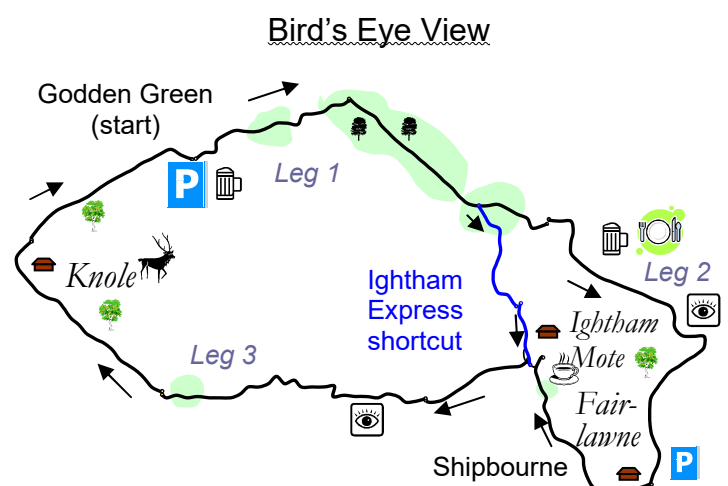 Bird's Eye View
Godden Green
(start)
P
Leg 1
Knole
Ightham
Express
shortcut
Leg 2
Ightham
Mote
Leg 3
Fair-
lawne
P
Shipbourne